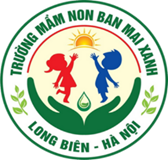 TRƯỜNG MẦM NON BAN MAI XANH
LONG BIÊN - HÀ NỘI